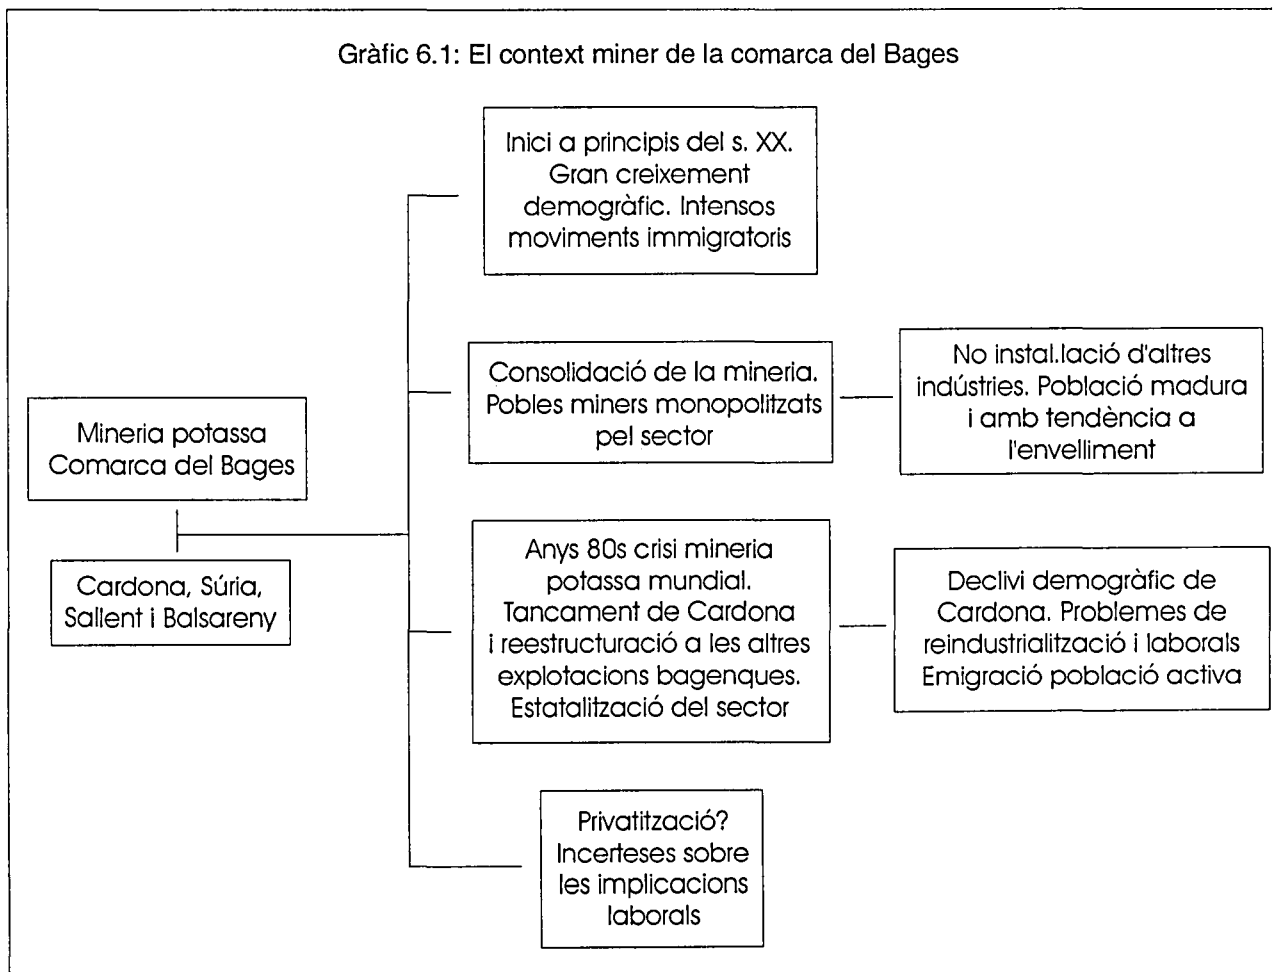 Gràfic 6.1: El context miner de la comarca del Bages
Inici a principis del s. XX.
Gran creixement
demogràfic. Intensos
moviments immigratoris
Consolidació de la mineria.
Pobles miners monopolitzats
pel sector
No instal.lació d'altres
indústries. Població madura
i amb tendència a
l'envelliment
Mineria potassa
Comarca del Bages
Cardona, Súria,
Sallent i Balsareny
Anys 80s crisi mineria
potassa mundial.
Tancament de Cardona
i reestructuració a les altres
explotacions bagenques.
Estatalització del sector
Declivi demogràfic de
Cardona. Problemes de
reindustrialització i laborals
Emigració població activa
Privatització?
Incerteses sobre
les implicacions
laborals